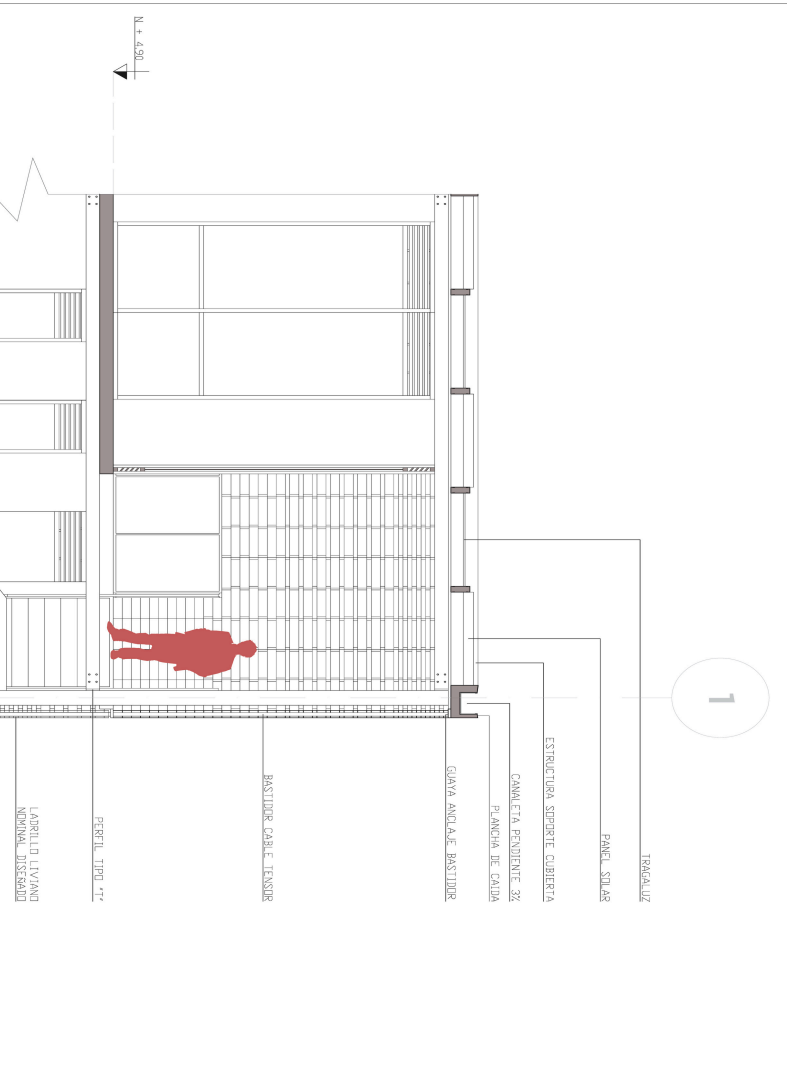 1
TRAGALUZ
PANEL SOLAR
ESTRUCTURA SOPORTE CUBIERTA
CANALETA PENDIENTE 3%
PLANCHA DE CAIDA
GUAYA ANCLAJE BASTIDOR
BASTIDOR CABLE TENSOR
N + 4.90
PERFIL TIPO "T"
LADRILLO LIVIANO
NOMINAL DISEÑADO